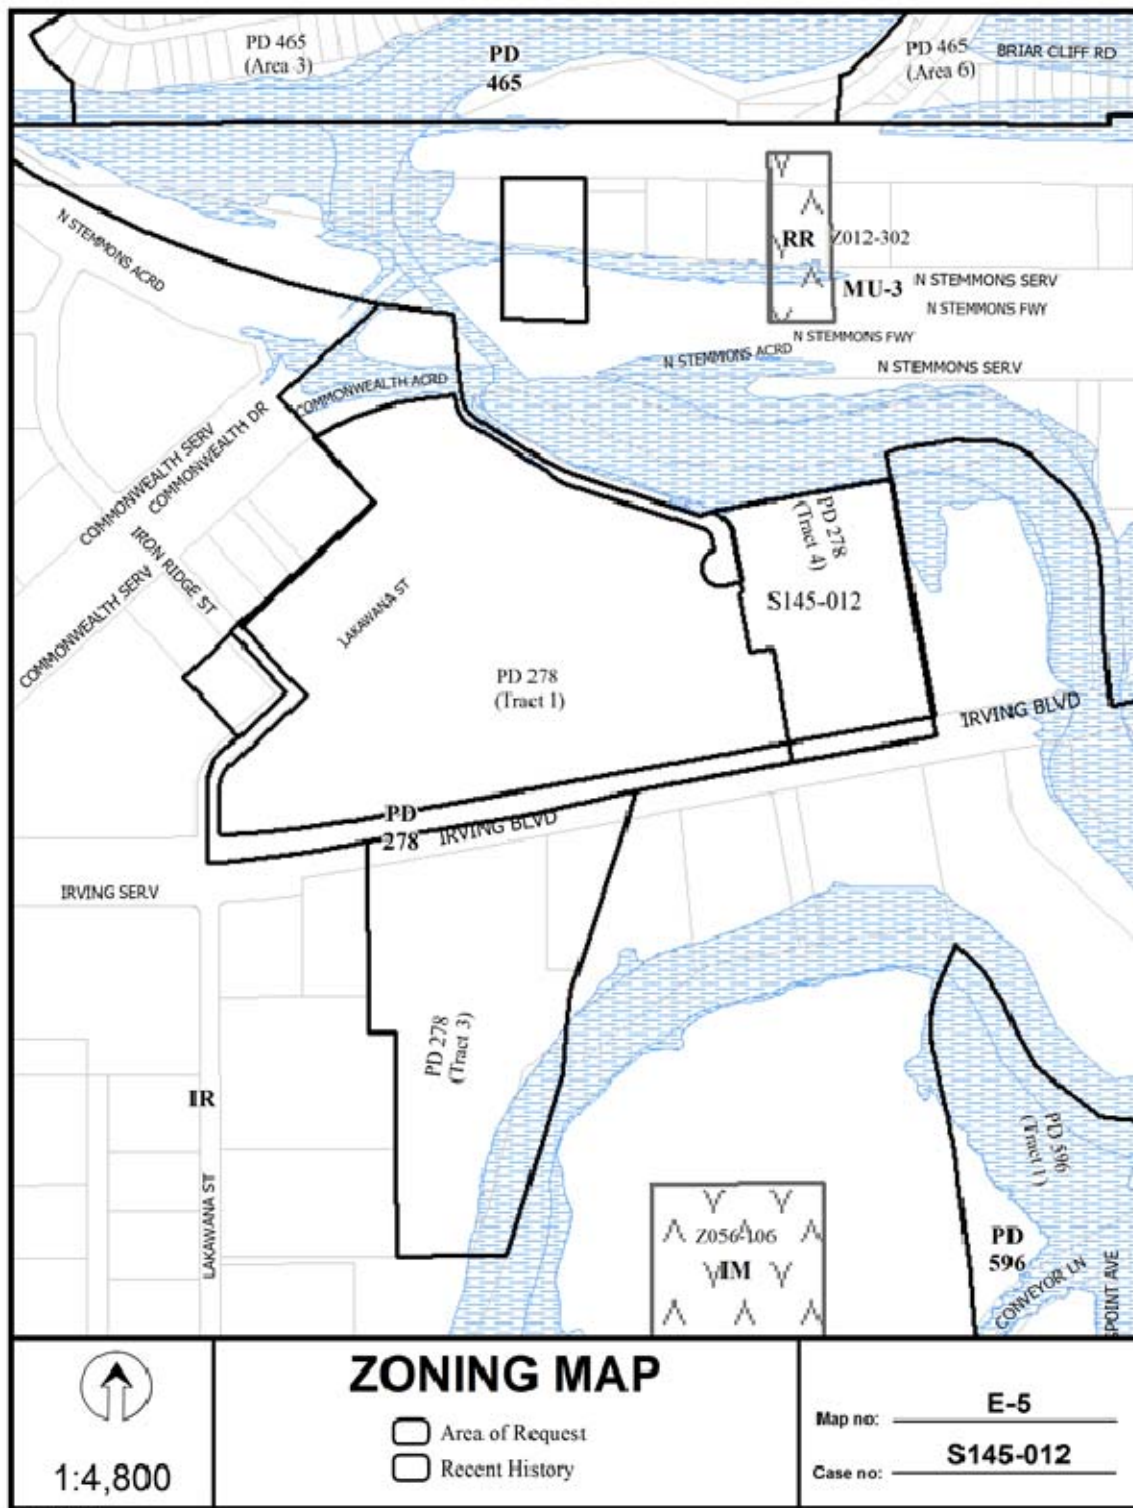 PD 465
(Area 3)
PD
465
PD 465
(Area 6)
BRIAR CLIFF RD
N STEMMONS ACRD
RR
Z012-302
MU-3
N STEMMONS SERV
N STEMMONS FWY
N STEMMONS FWY
N STEMMONS ACRD
N STEMMONS SERV
COMMONWEALTH ACRD
COMMONWEALTH SERV
COMMONWEALTH DR
IRON RIDGE ST
COMMONWEALTH SERV
LAKAWANA ST
PD 278
(Tract 4)
S145-012
PD 278
(Tract 1)
IRVING BLVD
PD
278
IRVING BLVD
IRVING SERV
PD 278
(Tract 3)
IR
LAKAWANA ST
Z056-106
IM
PD 596
(Tract 1)
PD
596
CONVEYOR LN
SPOINT AVE
1:4,800
ZONING MAP
Area of Request
Recent History
Map no: E-5
Case no: S145-012